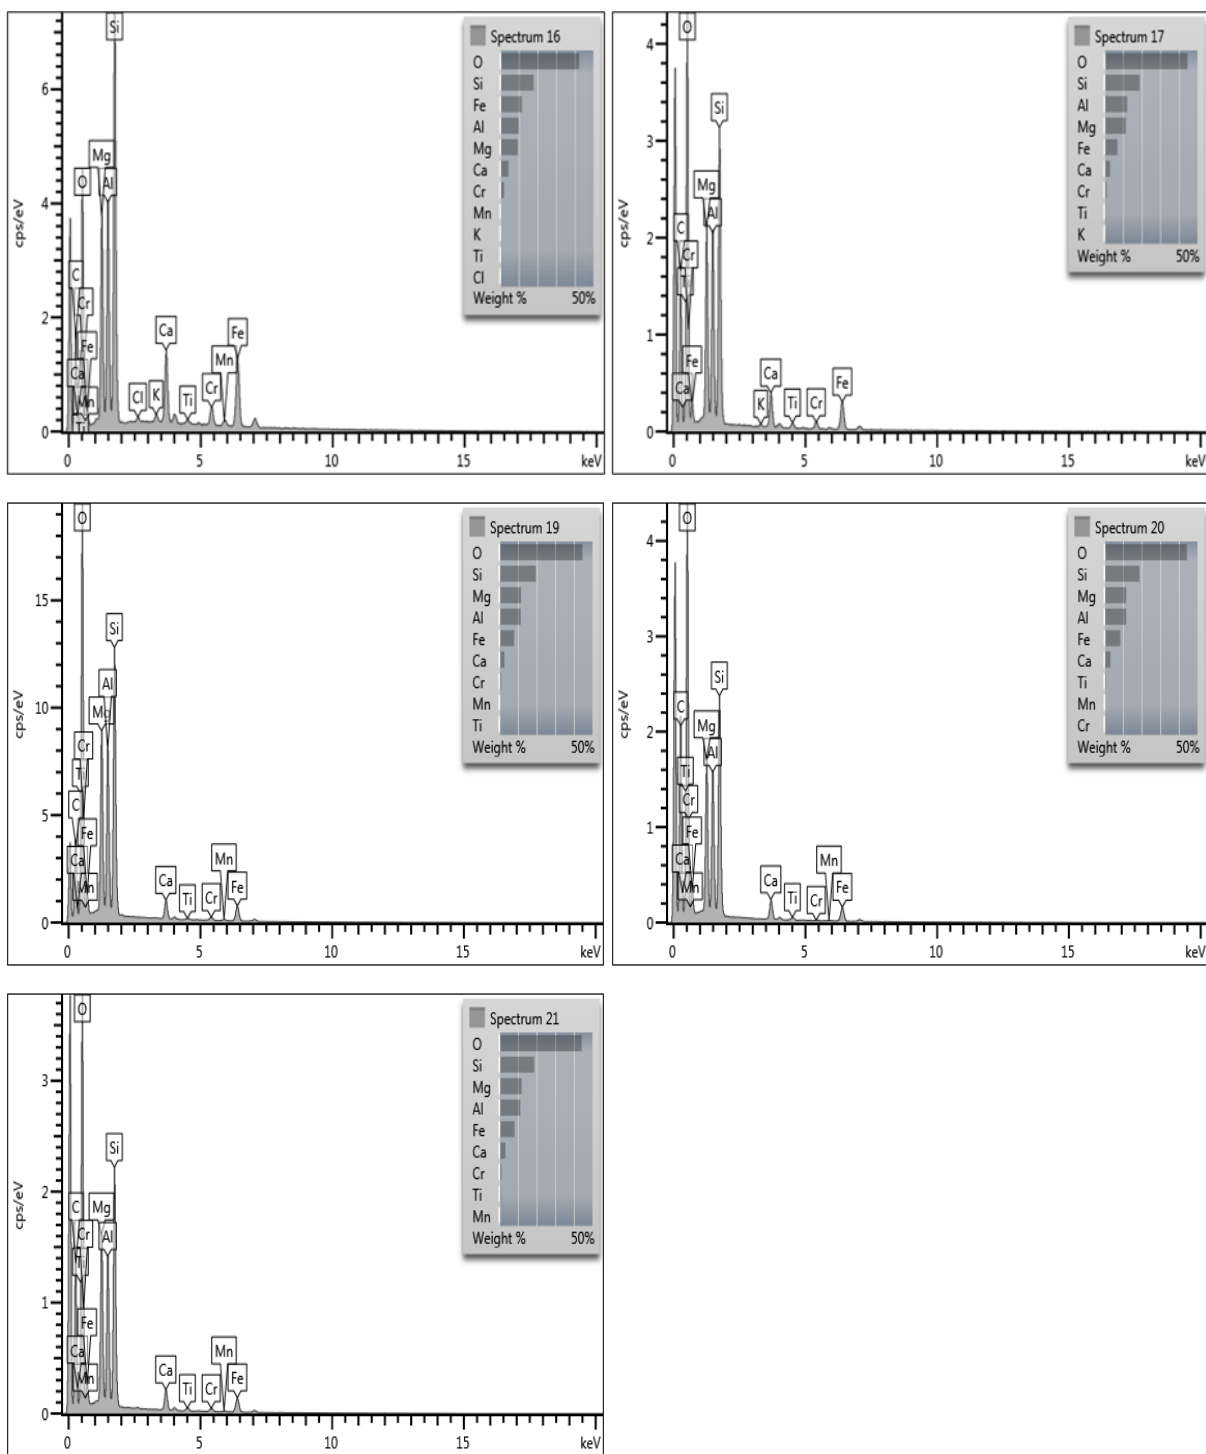 Spectrum 16
O
Si
Fe
Al
Mg
Ca
Cr
Mn
K
Ti
Cl
Weight % 50%
Si
Mg
O
Al
C
Cr
Fe
Ca
Mn
Ti
Cl
K
Ca
Ti
Cr
Mn
Fe
cps/eV
6
4
2
0
0 5 10 15 keV
Spectrum 17
O
Si
Al
Mg
Fe
Ca
Cr
Ti
K
Weight % 50%
O
Si
Mg
Al
C
Cr
Fe
Ca
K
Ca
Ti
Cr
Fe
cps/eV
4
3
2
1
0
0 5 10 15 keV
Spectrum 19
O
Si
Mg
Al
Fe
Ca
Cr
Mn
Ti
Weight % 50%
O
Si
Al
Mg
Cr
C
Fe
Ca
Mn
Ca
Ti
Cr
Mn
Fe
cps/eV
15
10
5
0
0 5 10 15 keV
Spectrum 20
O
Si
Mg
Al
Fe
Ca
Ti
Mn
Cr
Weight % 50%
O
Si
C
Mg
Al
Ti
Cr
Fe
Ca
Mn
Ca
Ti
Cr
Mn
Fe
cps/eV
4
3
2
1
0
0 5 10 15 keV
Spectrum 21
O
Si
Mg
Al
Fe
Ca
Cr
Ti
Mn
Weight % 50%
O
Si
C
Mg
Cr
Al
Fe
Ca
Mn
Ca
Ti
Cr
Mn
Fe
cps/eV
3
2
1
0
0 5 10 15 keV